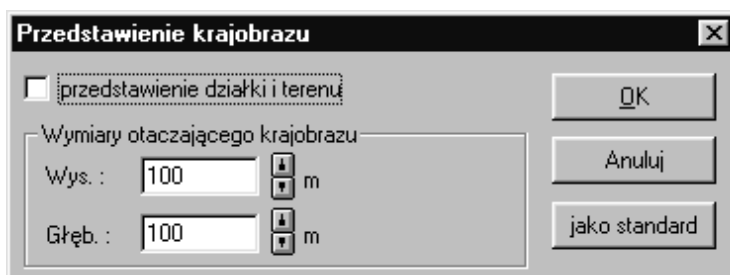 Przedstawienie krajobrazu
przedstawienie działki i terenu
OK
Wymiary otaczającego krajobrazu
Wys. : 100 m
Anuluj
Głęb. : 100 m
jako standard